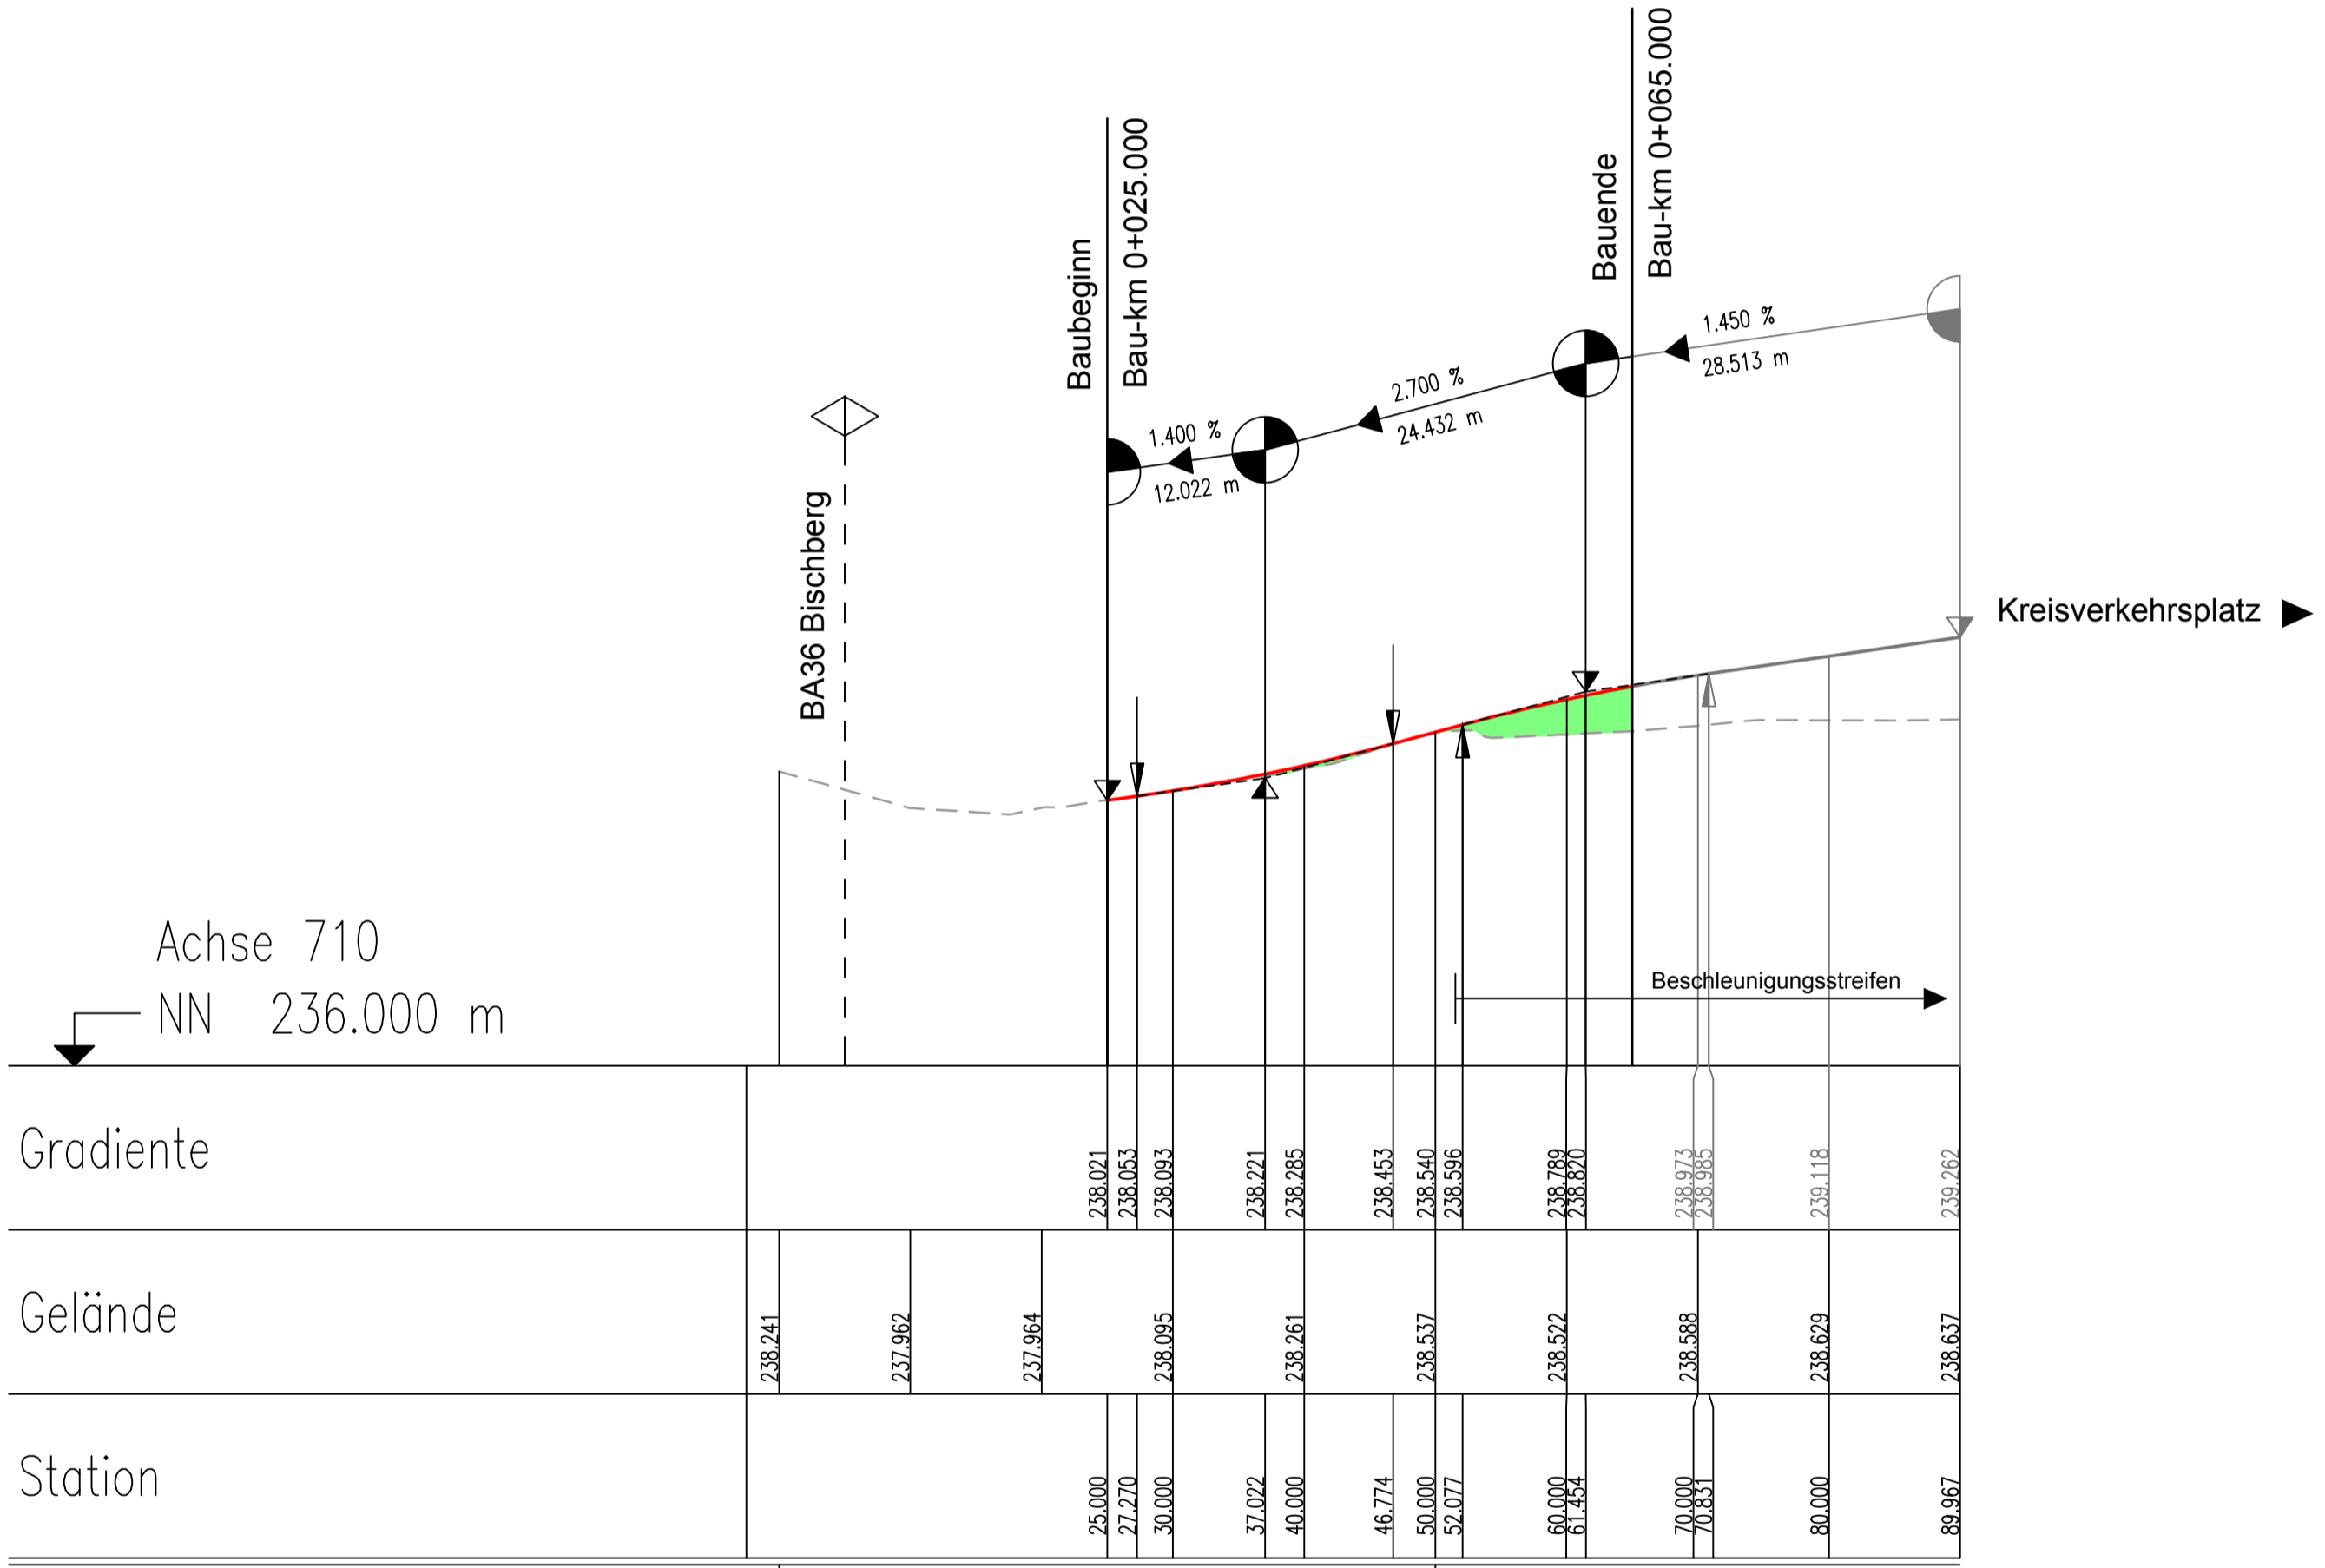 Baubeginn
Bau-km 0+025.000
Bauende
Bau-km 0+065.000
BA36 Bischberg
1.400 %
12.022 m
2.700 %
24.432 m
1.450 %
28.513 m
Kreisverkehrsplatz
Beschleunigungsstreifen
Achse 710
NN 236.000 m
Gradiente
238.021 238.053 238.093 238.221 238.285 238.453 238.540 238.596 238.789 238.820 238.973 238.985 239.118 239.262
Gelände
238.241 237.962 237.964 238.095 238.261 238.537 238.522 238.588 238.629 238.637
Station
25.000 27.270 30.000 37.022 40.000 46.774 50.000 52.077 60.000 61.454 70.000 70.831 80.000 89.967